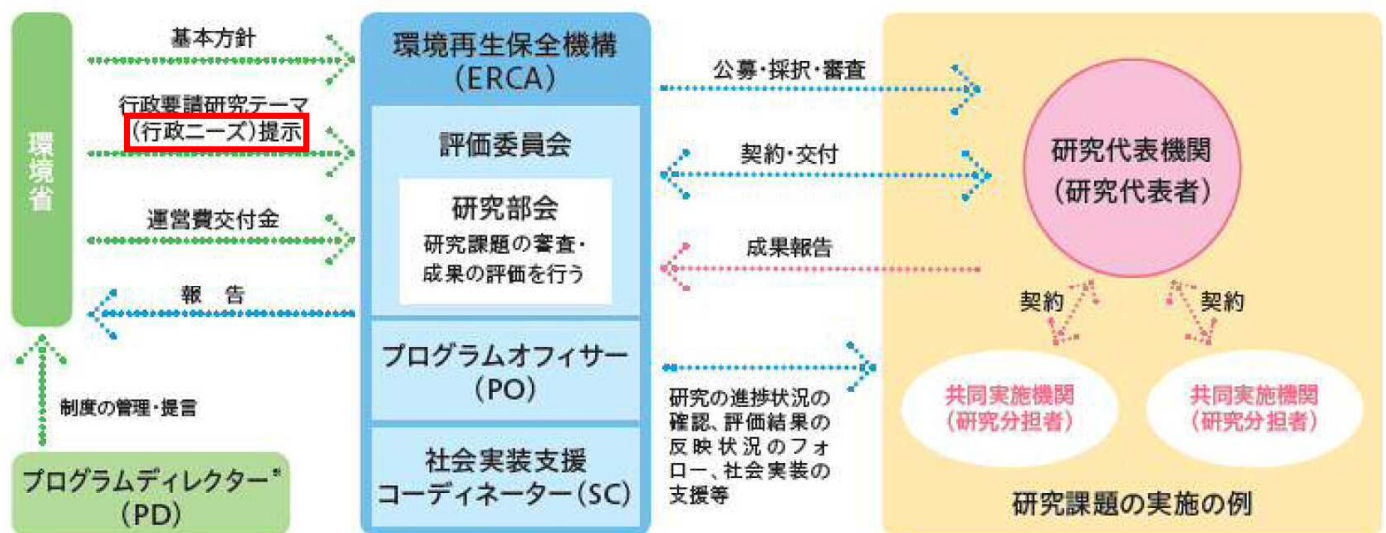 基本方針
行政要請研究テーマ
(行政ニーズ)提示
環境省
運営費交付金
報 告
制度の管理・提言
プログラムディレクター※
(PD)
環境再生保全機構
(ERCA)
評価委員会
研究部会
研究課題の審査・
成果の評価を行う
プログラムオフィサー
(PO)
社会実装支援
コーディネーター(SC)
公募・採択・審査
契約・交付
成果報告
研究の進捗状況の
確認、評価結果の
反映状況のフォ
ロー、社会実装の
支援等
研究代表機関
(研究代表者)
契約
契約
共同実施機関
(研究分担者)
共同実施機関
(研究分担者)
研究課題の実施の例